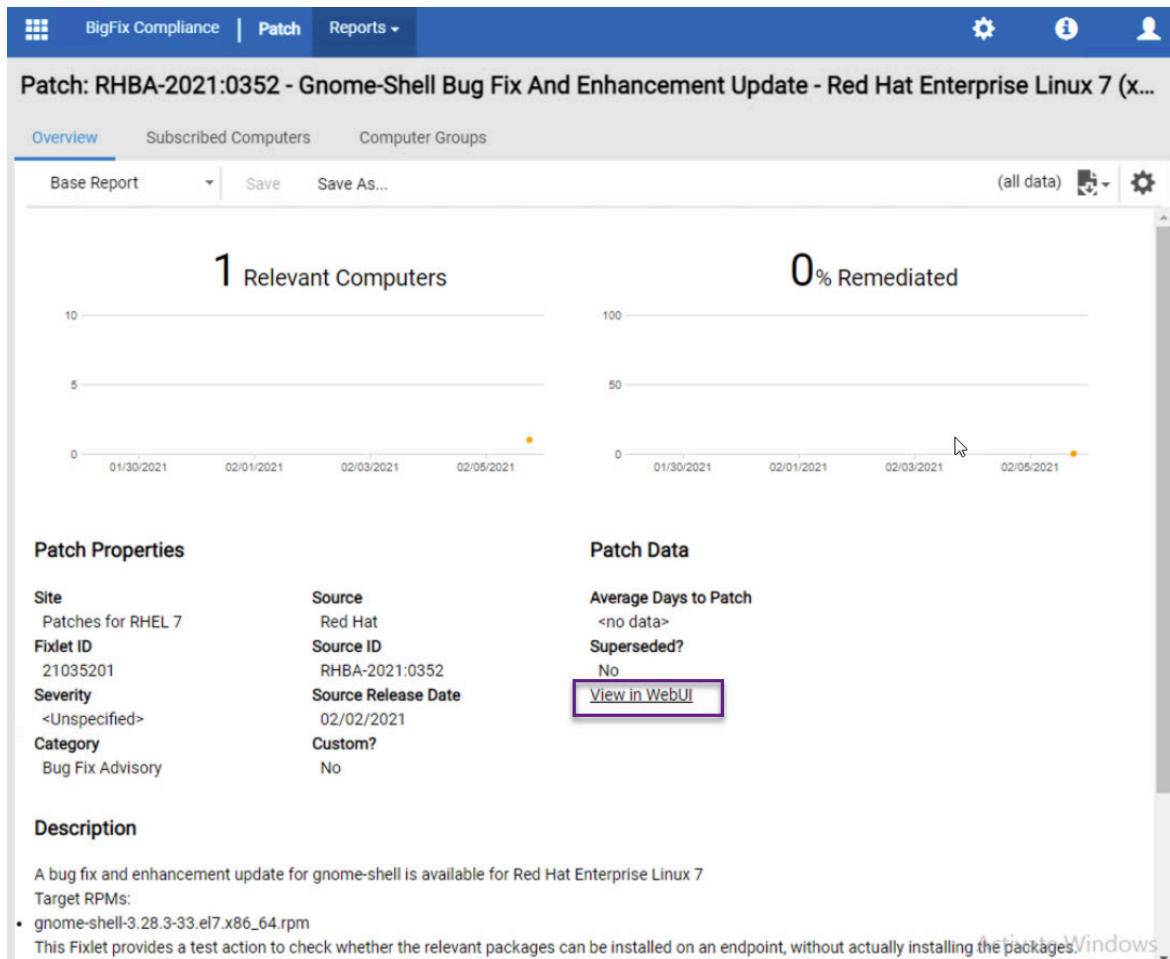 BigFix Compliance | Patch Reports
Patch: RHBA-2021:0352 - Gnome-Shell Bug Fix And Enhancement Update - Red Hat Enterprise Linux 7 (x...
Overview Subscribed Computers Computer Groups
Base Report Save Save As... (all data)
1 Relevant Computers
10
5
0
01/30/2021 02/01/2021 02/03/2021 02/05/2021
0% Remediated
100
50
0
01/30/2021 02/01/2021 02/03/2021 02/05/2021
Patch Properties
Site
Patches for RHEL 7
Fixlet ID
21035201
Severity
<Unspecified>
Category
Bug Fix Advisory
Source
Red Hat
Source ID
RHBA-2021:0352
Source Release Date
02/02/2021
Custom?
No
Patch Data
Average Days to Patch
<no data>
Superseded?
No
View in WebUI
Description
A bug fix and enhancement update for gnome-shell is available for Red Hat Enterprise Linux 7
Target RPMs:
• gnome-shell-3.28.3-33.el7.x86_64.rpm
This Fixlet provides a test action to check whether the relevant packages can be installed on an endpoint, without actually installing the packages.
Activate Windows